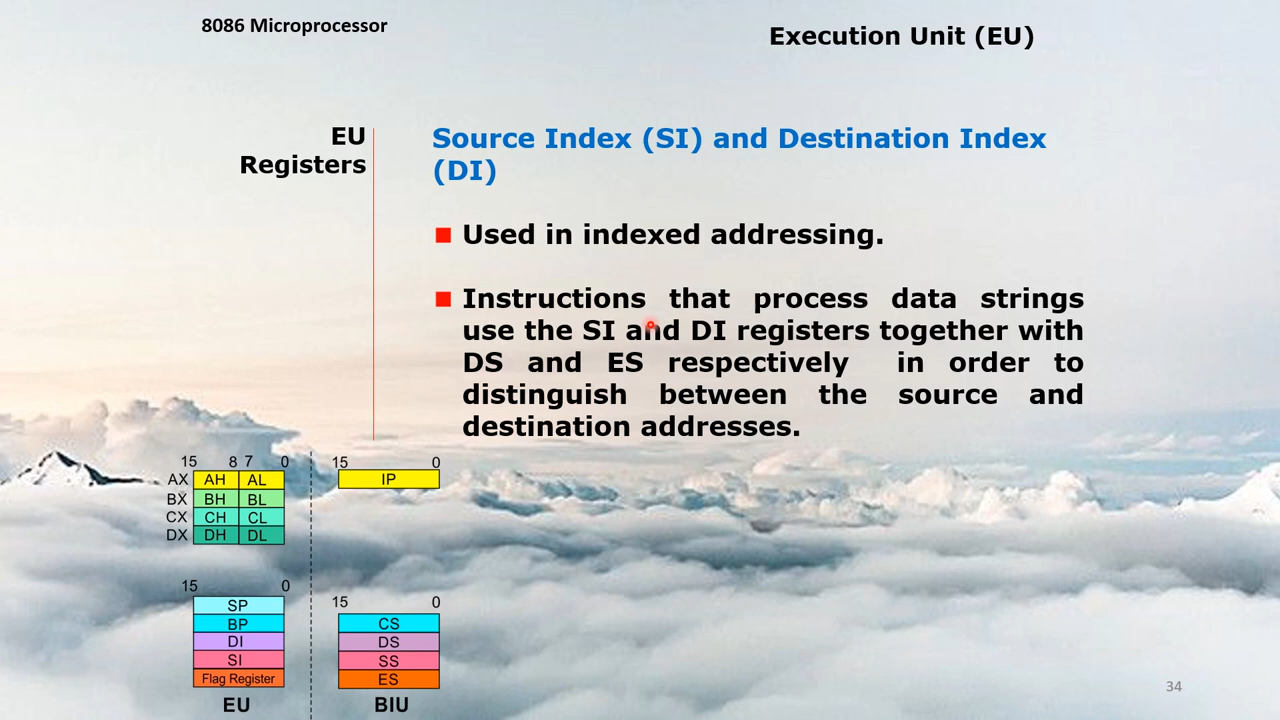 8086 Microprocessor
Execution Unit (EU)
EU
Registers
Source Index (SI) and Destination Index
(DI)
Used in indexed addressing.
Instructions that process data strings
use the SI and DI registers together with
DS and ES respectively in order to
distinguish between the source and
destination addresses.
15 8 7 0
AX AH AL
BX BH BL
CX CH CL
DX DH DL
15 0
IP
15 0
SP
BP
DI
SI
Flag Register
EU
15 0
CS
DS
SS
ES
BIU
34